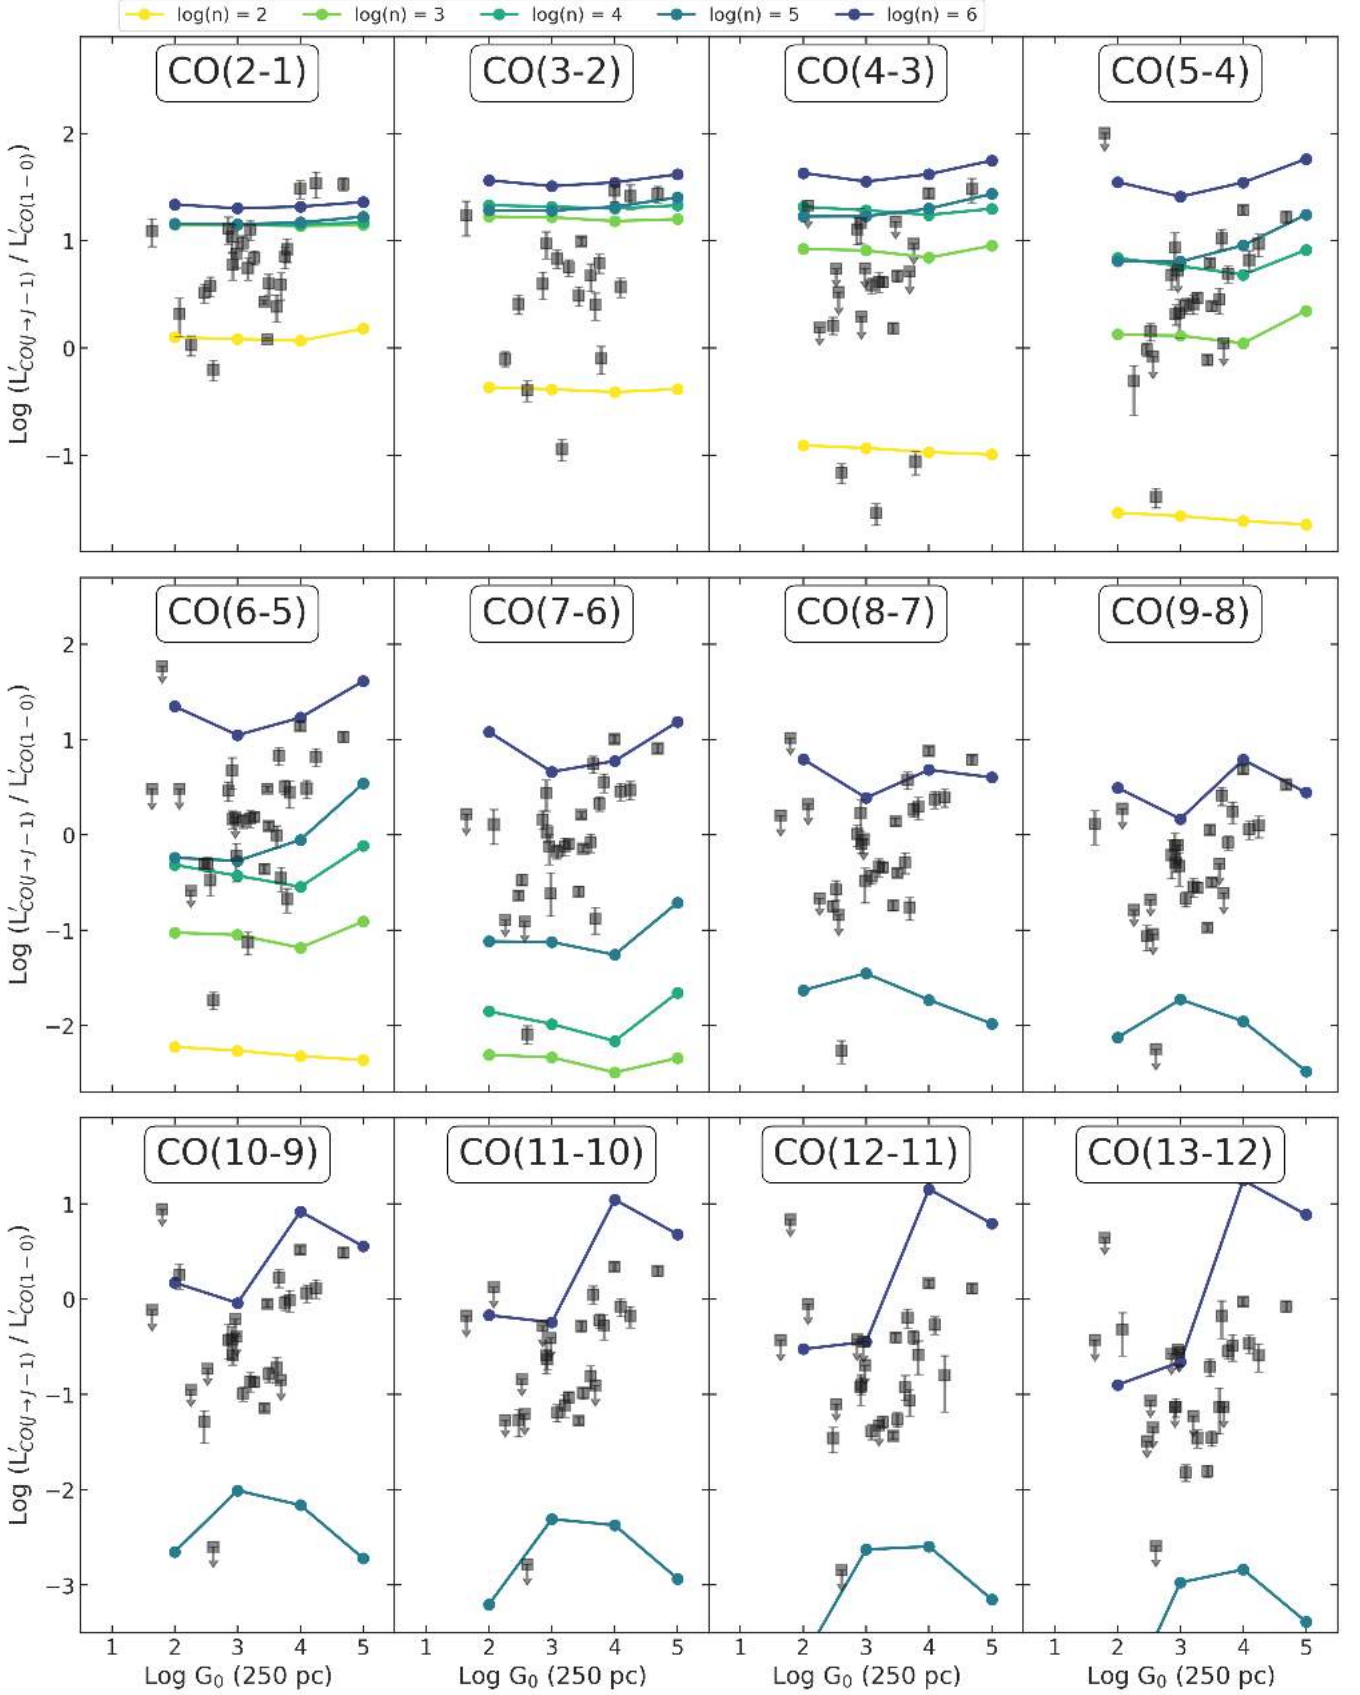 log(n) = 2 log(n) = 3 log(n) = 4 log(n) = 5 log(n) = 6
CO(2-1) CO(3-2) CO(4-3) CO(5-4)
Log (L′CO(J→J−1) / L′CO(1−0))
2
1
0
−1
CO(6-5) CO(7-6) CO(8-7) CO(9-8)
Log (L′CO(J→J−1) / L′CO(1−0))
2
1
0
−1
−2
CO(10-9) CO(11-10) CO(12-11) CO(13-12)
Log (L′CO(J→J−1) / L′CO(1−0))
1
0
−1
−2
−3
1 2 3 4 5 1 2 3 4 5 1 2 3 4 5 1 2 3 4 5
Log G₀ (250 pc) Log G₀ (250 pc) Log G₀ (250 pc) Log G₀ (250 pc)